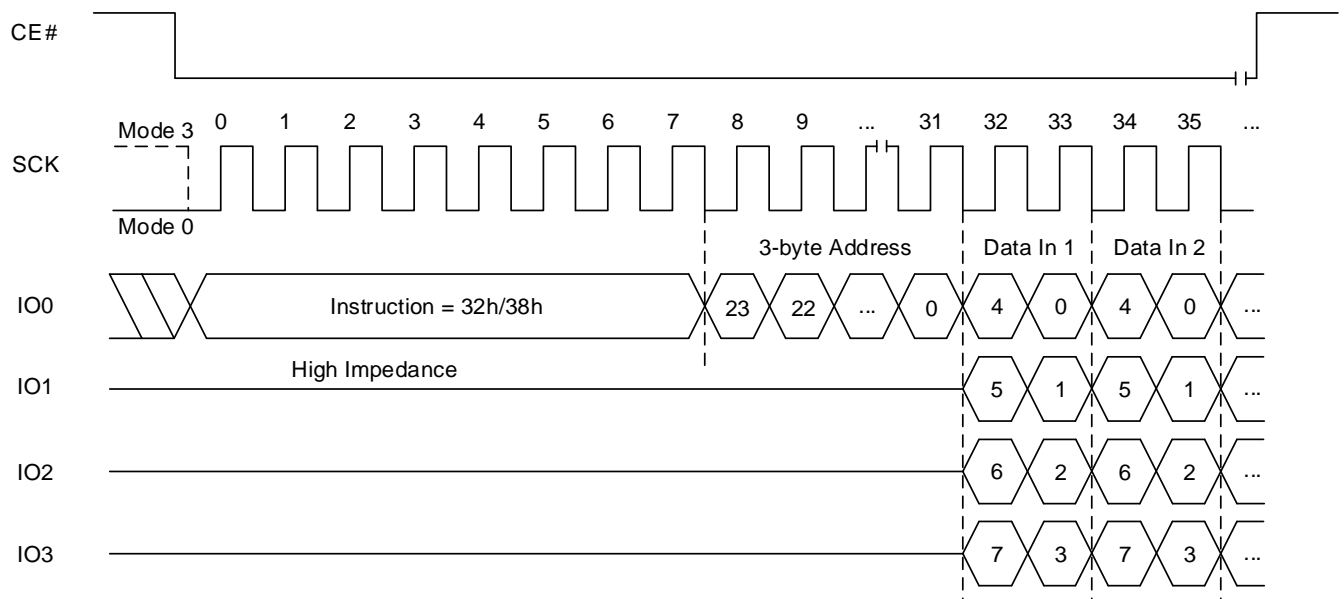 CE#
Mode 3 0 1 2 3 4 5 6 7 8 9 ... 31 32 33 34 35 ...
SCK
Mode 0
3-byte Address Data In 1 Data In 2
IO0 Instruction = 32h/38h 23 22 ... 0 4 0 4 0 ...
High Impedance
IO1 5 1 5 1 ...
IO2 6 2 6 2 ...
IO3 7 3 7 3 ...